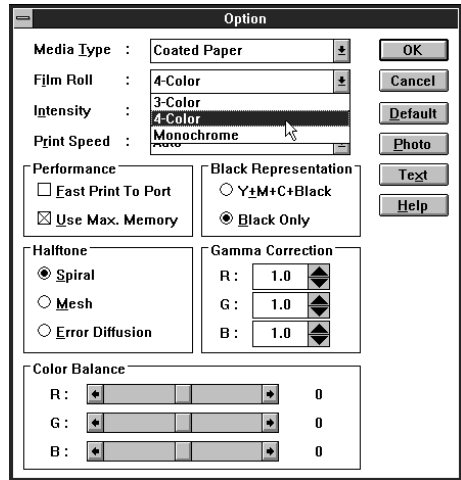 Option
Media Type : Coated Paper
OK
Film Roll : 4-Color
Cancel
Intensity :
3-Color
4-Color
Monochrome
Default
Print Speed :
Photo
Performance
Fast Print To Port
Use Max. Memory
Black Representation
Y+M+C+Black
Black Only
Text
Help
Halftone
Spiral
Mesh
Error Diffusion
Gamma Correction
R : 1.0
G : 1.0
B : 1.0
Color Balance
R : 0
G : 0
B : 0